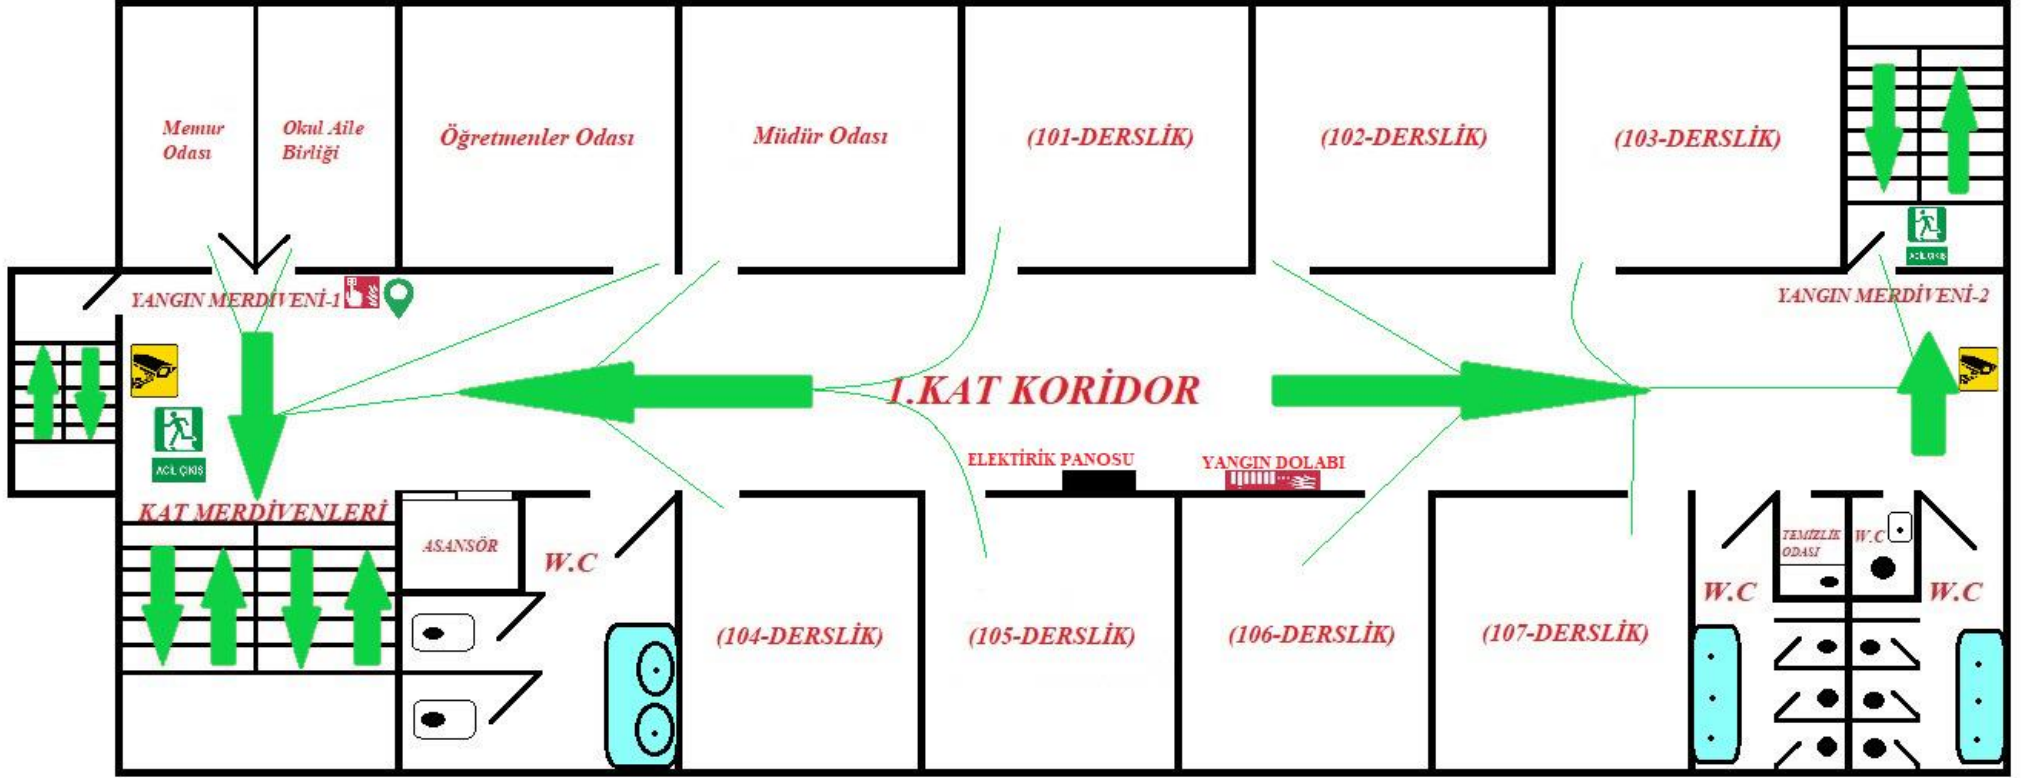 Memur
Odası
Okul Aile
Birliği
Öğretmenler Odası
Müdür Odası
(101-DERSLİK)
(102-DERSLİK)
(103-DERSLİK)
ACİL ÇIKIŞ
YANGIN MERDİVENİ-1
YANGIN MERDİVENİ-2
1.KAT KORİDOR
ACİL ÇIKIŞ
ELEKTİRİK PANOSU
YANGIN DOLABI
KAT MERDİVENLERİ
ASANSÖR
W.C
TEMİZLİK
ODASI
W.C
W.C
W.C
(104-DERSLİK)
(105-DERSLİK)
(106-DERSLİK)
(107-DERSLİK)